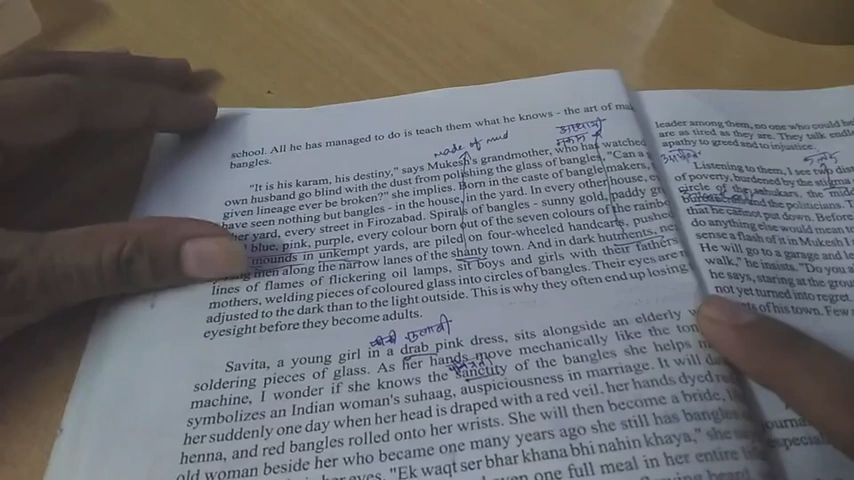 school. All he has managed to do is teach them what he knows - the art of
bangles.
made of mud
"It is his karam, his destiny," says Mukesh's grandmother, who has watched
own husband go blind with the dust from polishing the glass of bangles, "Can a
given lineage ever be broken?" she implies. Born in the caste of bangle makers,
have seen nothing but bangles - in the house, in the yard. In every other house,
her yard, every street in Firozabad. Spirals of bangles - sunny gold, paddy
blue, pink, purple, every colour born out of the seven colours of the
mounds in unkempt yards, are piled on four-wheeled handcarts, pushed
men along the narrow lanes of the shanty town. And in dark hutments,
lines of flames of flickering oil lamps, sit boys and girls with their fathers
mothers, welding pieces of coloured glass into circles of bangles. Their eyes are
adjusted to the dark than to the light outside. This is why they often end up losing
eyesight before they become adults.
Savita, a young girl in a drab pink dress, sits alongside an elderly
soldering pieces of glass. As her hands move mechanically like the
machine, I wonder if she knows the sanctity of the bangles she helps
symbolizes an Indian woman's suhaag, auspiciousness in marriage. It will
her suddenly one day when her head is draped with a red veil, her hands dyed
henna, and red bangles rolled onto her wrists. She will then become a bride,
old woman beside her who became one many years ago she still has bangles
her eyes. "Ek waqt ser bhar khana bhi nahin khaya," she
one full meal in her entire
leader among them, no one who could
are as tired as they are. They talk
apathy to greed and to injustice.
Listening to them, I see two
of poverty, burdened by the stigma
circle of the sahukars, the
and the politicians.
that he cannot put down. Before
do anything else would mean to
sense a flash of it in Mukesh
He will go to a garage and
walk," he insists. "Do you
he says, staring at the
not yet turned into regret.
of his town. Few